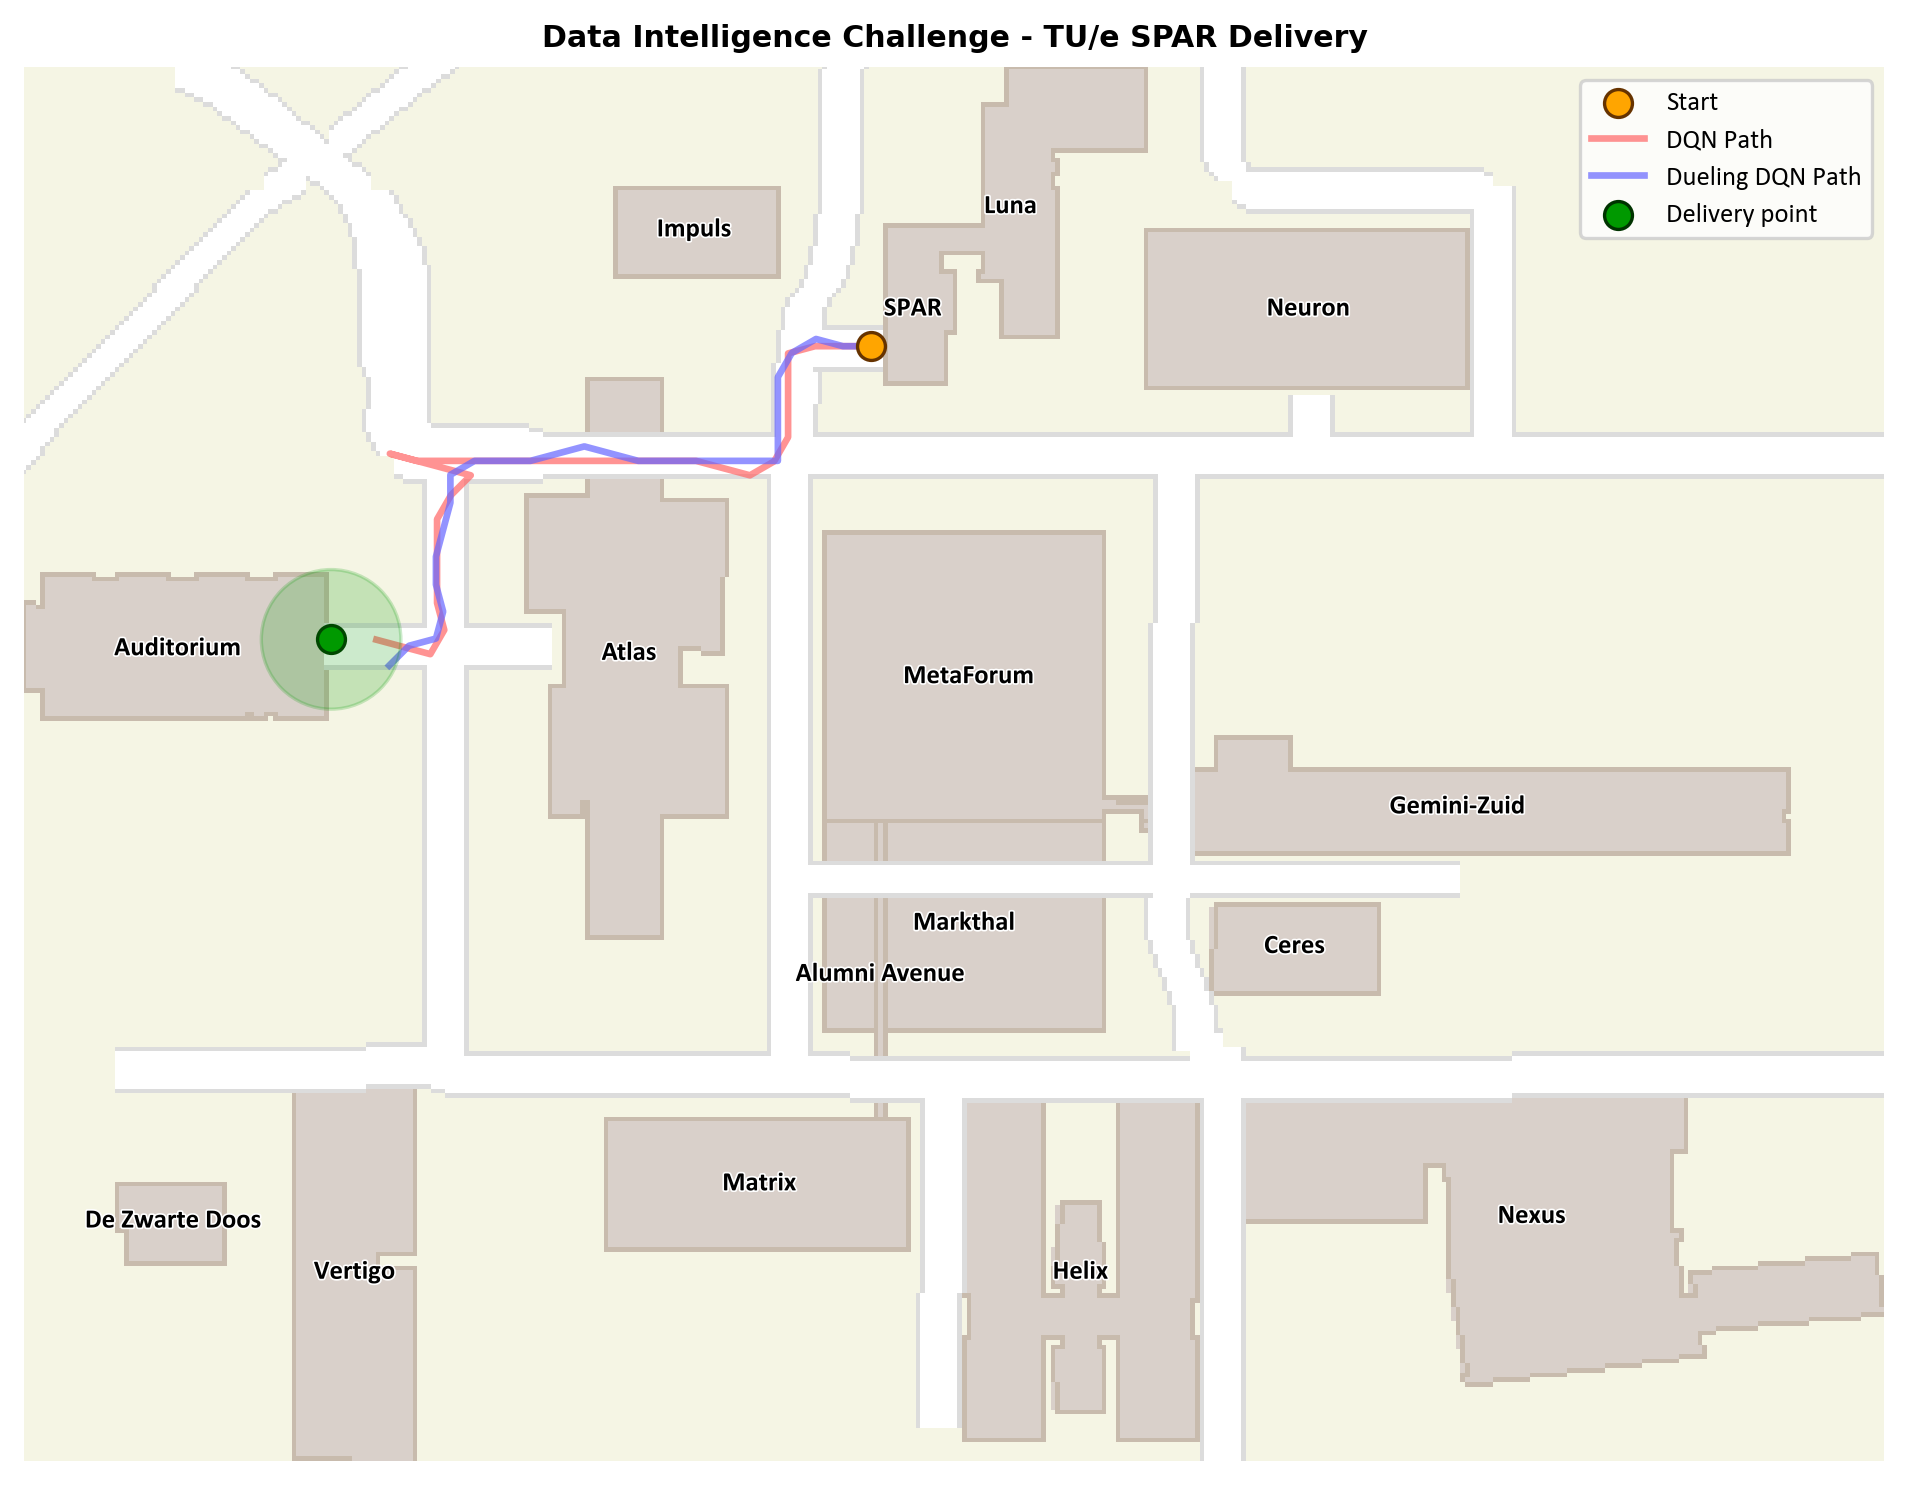 Data Intelligence Challenge - TU/e SPAR Delivery
Start
DQN Path
Dueling DQN Path
Delivery point
Luna
Impuls
SPAR
Neuron
Auditorium
Atlas
MetaForum
Gemini-Zuid
Markthal
Ceres
Alumni Avenue
Matrix
De Zwarte Doos
Nexus
Vertigo
Helix